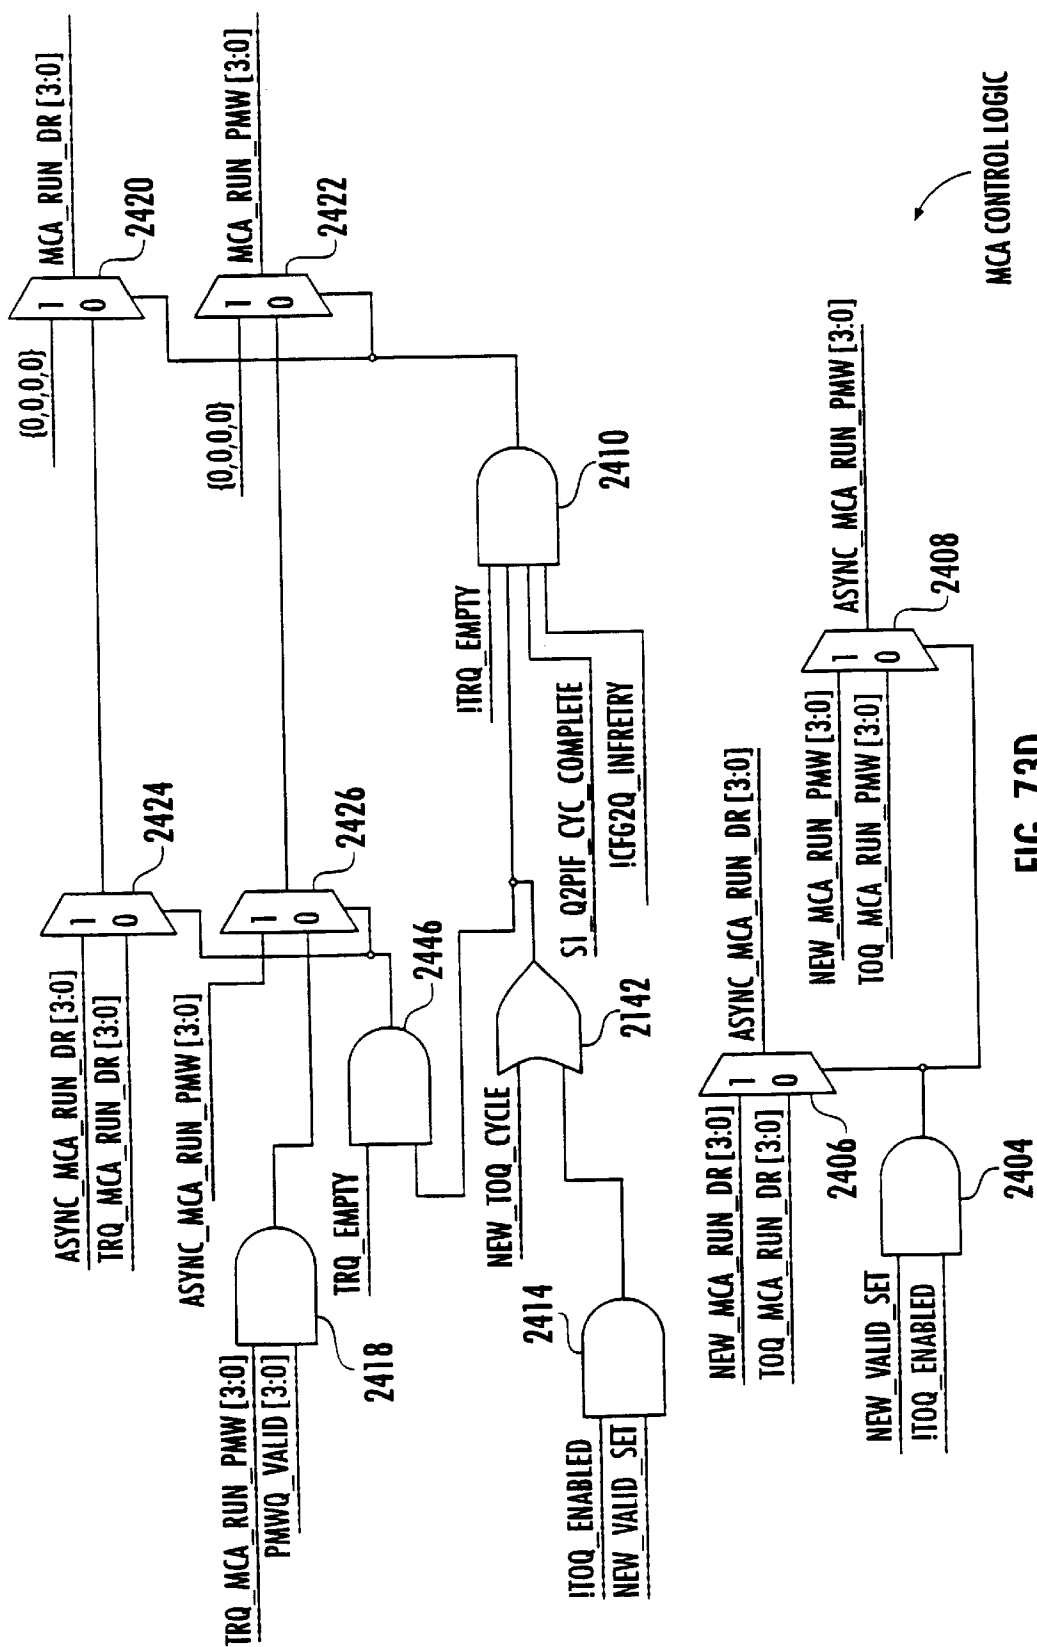 ASYNC_MCA_RUN_DR [3:0]
TRQ_MCA_RUN_DR [3:0]
1
0
2424
{0,0,0,0}
1
0
MCA_RUN_DR [3:0]
2420
TRQ_MCA_RUN_PMW [3:0]
PMWQ_VALID [3:0]
2418
ASYNC_MCA_RUN_PMW [3:0]
1
0
2426
{0,0,0,0}
1
0
MCA_RUN_PMW [3:0]
2422
TRQ_EMPTY
2446
!TOQ_ENABLED
NEW_VALID_SET
2414
NEW_TOQ_CYCLE
2142
!TRQ_EMPTY
S1_Q2PIF_CYC_COMPLETE
!CFG2Q_INFRETRY
2410
NEW_MCA_RUN_DR [3:0]
TOQ_MCA_RUN_DR [3:0]
1
0
ASYNC_MCA_RUN_DR [3:0]
2406
NEW_VALID_SET
!TOQ_ENABLED
2404
NEW_MCA_RUN_PMW [3:0]
TOQ_MCA_RUN_PMW [3:0]
1
0
ASYNC_MCA_RUN_PMW [3:0]
2408
MCA CONTROL LOGIC
FIG. 73D